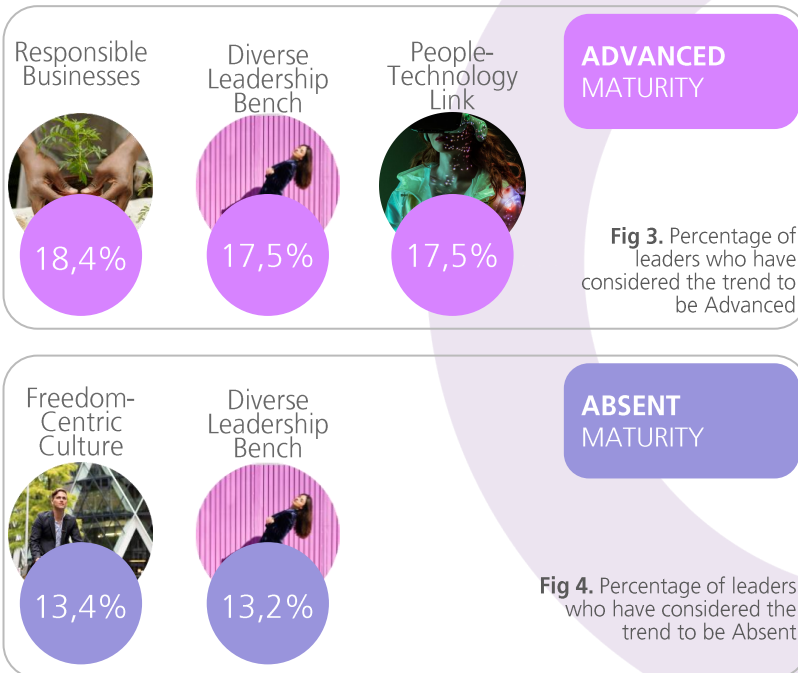 Responsible
Businesses
Diverse
Leadership
Bench
People-
Technology
Link
ADVANCED
MATURITY
18,4%
17,5%
17,5%
Fig 3. Percentage of
leaders who have
considered the trend to
be Advanced
Freedom-
Centric
Culture
Diverse
Leadership
Bench
ABSENT
MATURITY
13,4%
13,2%
Fig 4. Percentage of leaders
who have considered the
trend to be Absent